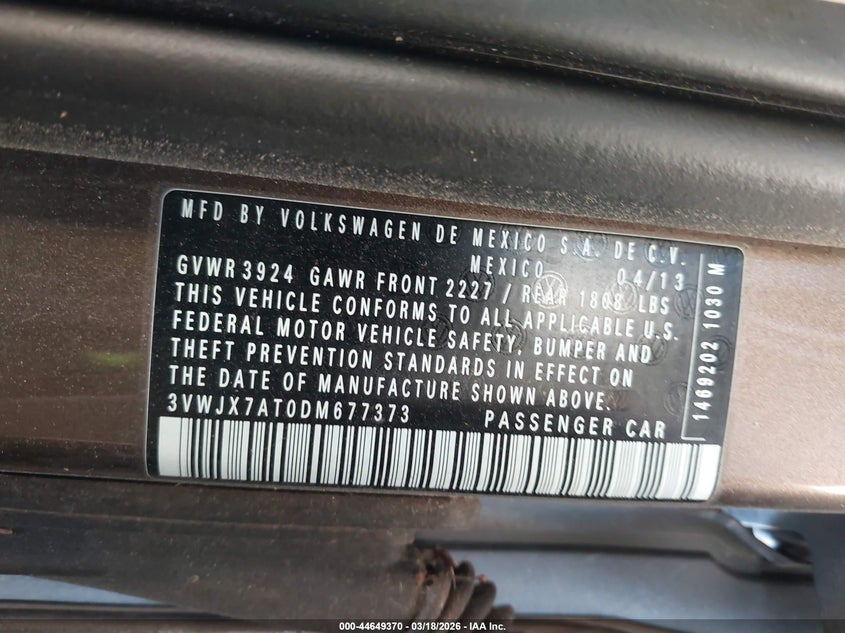 MFD BY VOLKSWAGEN DE MEXICO S.A. DE C.V.
MEXICO 04/13
GVWR 3924 GAWR FRONT 2227 / REAR 1808 LBS
THIS VEHICLE CONFORMS TO ALL APPLICABLE U.S.
FEDERAL MOTOR VEHICLE SAFETY, BUMPER AND
THEFT PREVENTION STANDARDS IN EFFECT ON
THE DATE OF MANUFACTURE SHOWN ABOVE.
3VWJX7AT0DM677373 PASSENGER CAR
1469202 1030 M
000-44649370 - 03/18/2026 - IAA Inc.